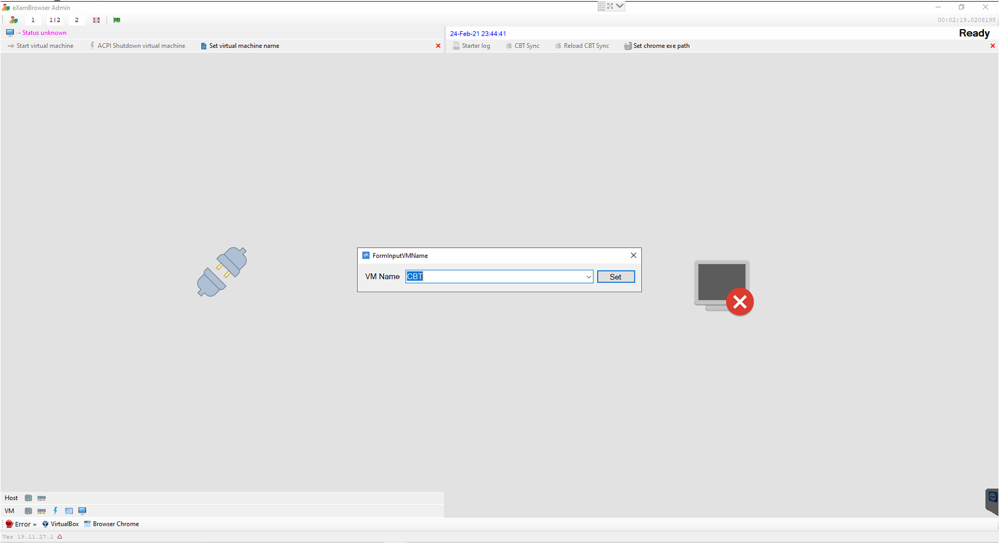 eXamBrowser Admin
1 1|2 2 00:02:19.0208198
→ Status unknown
24-Feb-21 23:44:41 Ready
Start virtual machine ACPI Shutdown virtual machine Set virtual machine name
Starter log CBT Sync Reload CBT Sync Set chrome exe path
FormInputVMName
VM Name CBT Set
Host
VM
Error VirtualBox Browser Chrome
Ver 19.11.27.1